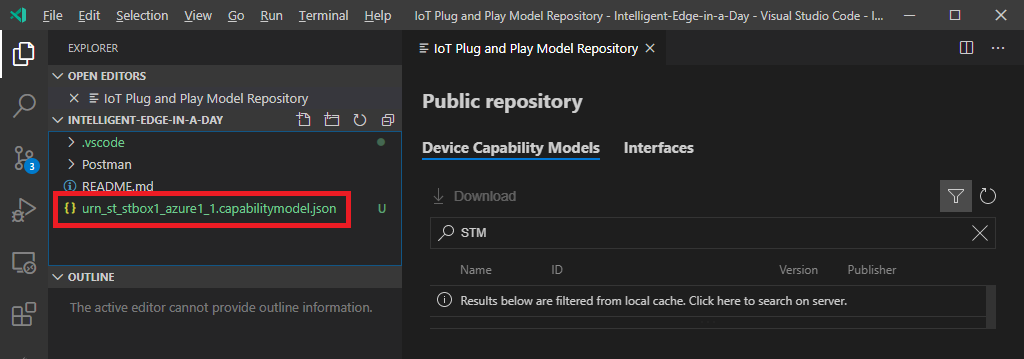 File Edit Selection View Go Run Terminal Help IoT Plug and Play Model Repository - Intelligent-Edge-in-a-Day - Visual Studio Code - I...
EXPLORER
OPEN EDITORS
IoT Plug and Play Model Repository
INTELLIGENT-EDGE-IN-A-DAY
.vscode
Postman
README.md
{} urn_st_stbox1_azure1_1.capabilitymodel.json U
3
OUTLINE
The active editor cannot provide outline information.
IoT Plug and Play Model Repository
Public repository
Device Capability Models Interfaces
Download
STM
Name ID Version Publisher
Results below are filtered from local cache. Click here to search on server.